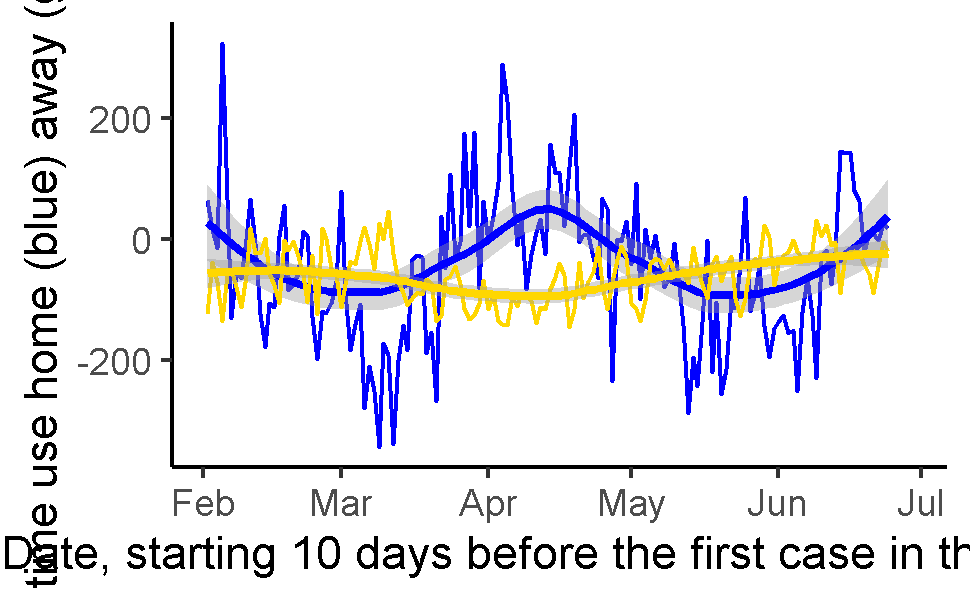 time use home (blue) away (
200
0
-200
Feb Mar Apr May Jun Jul
Date, starting 10 days before the first case in th